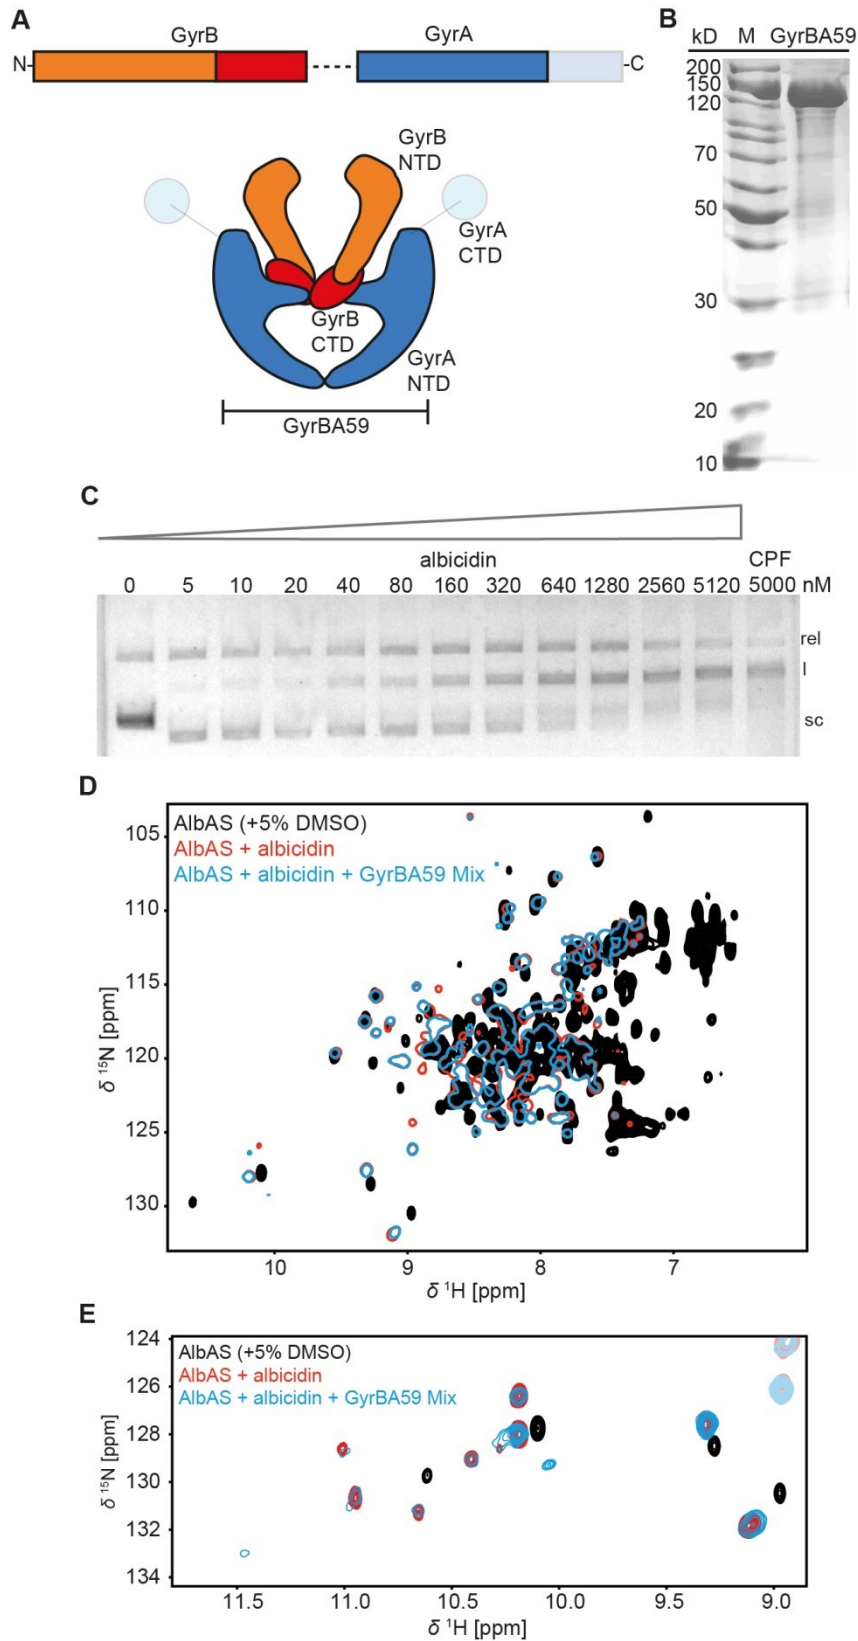 A
GyrB GyrA
N- -C
GyrB
NTD
GyrA
CTD
GyrB
CTD
GyrA
NTD
GyrBA59
B
kD M GyrBA59
200
150
120
70
50
30
20
10
C
albicidin CPF
0 5 10 20 40 80 160 320 640 1280 2560 5120 5000 nM
rel
l
sc
D
AlbAS (+5% DMSO)
AlbAS + albicidin
AlbAS + albicidin + GyrBA59 Mix
105
110
115
120
125
130
δ ¹⁵N [ppm]
10 9 8 7
δ ¹H [ppm]
E
AlbAS (+5% DMSO)
AlbAS + albicidin
AlbAS + albicidin + GyrBA59 Mix
124
126
128
130
132
134
δ ¹⁵N [ppm]
11.5 11.0 10.5 10.0 9.5 9.0
δ ¹H [ppm]